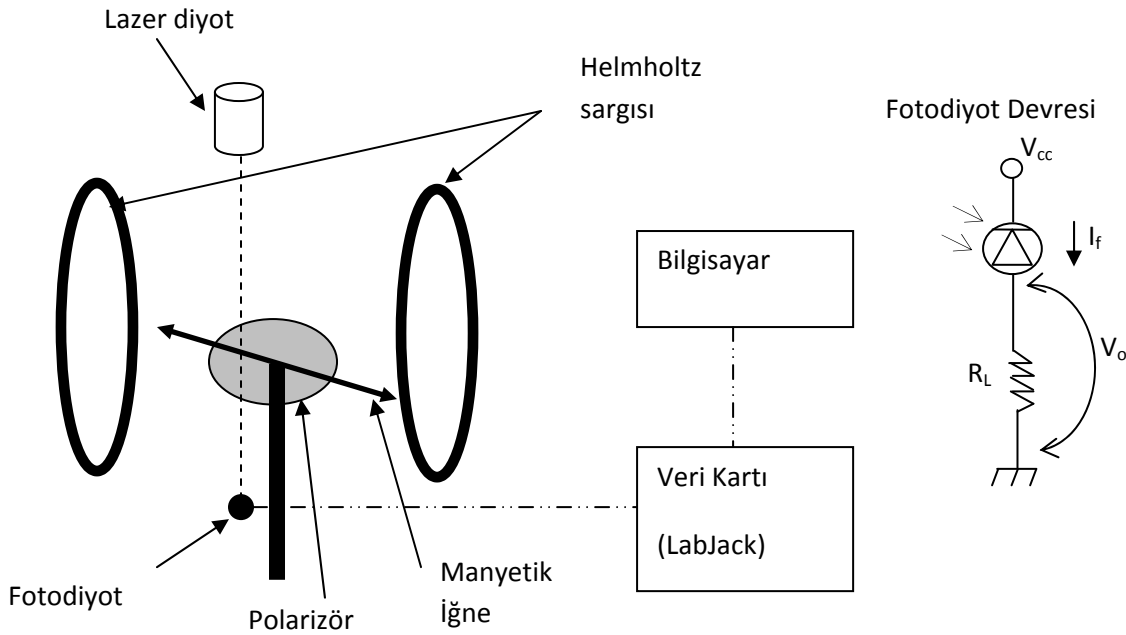 Lazer diyot
Helmholtz
sargısı
Fotodiyot Devresi
Vcc
If
Bilgisayar
Vo
RL
Veri Kartı
(LabJack)
Fotodiyot
Polarizör
Manyetik
İğne